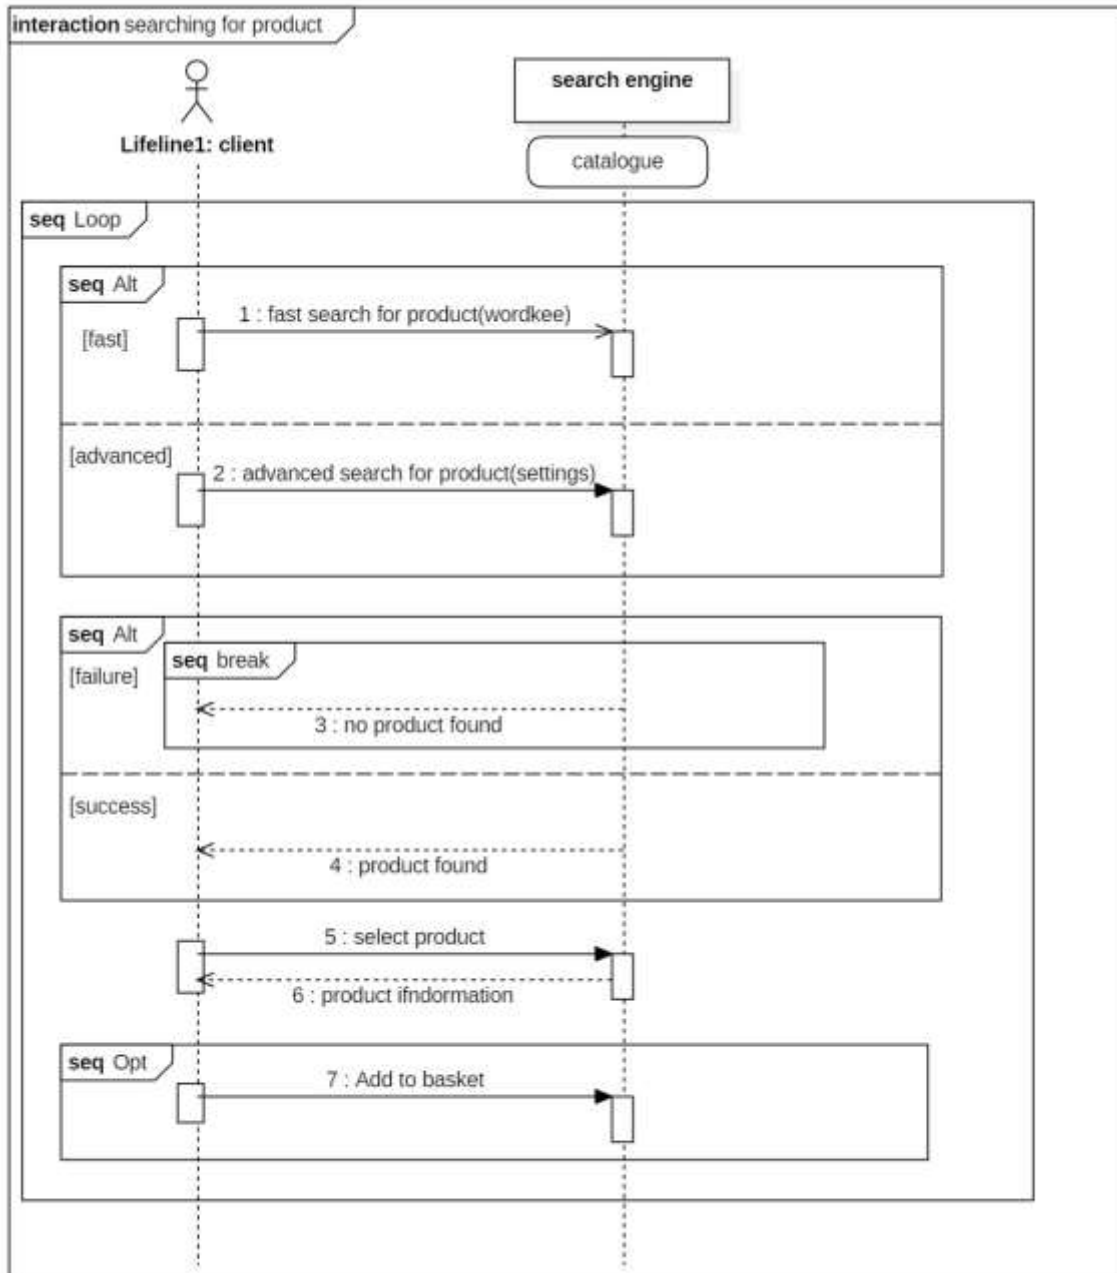 interaction searching for product
search engine
Lifeline1: client
catalogue
seq Loop
seq Alt
1 : fast search for product(wordkee)
[fast]
[advanced]
2 : advanced search for product(settings)
seq Alt
seq break
[failure]
3 : no product found
[success]
4 : product found
5 : select product
6 : product ifndormation
seq Opt
7 : Add to basket